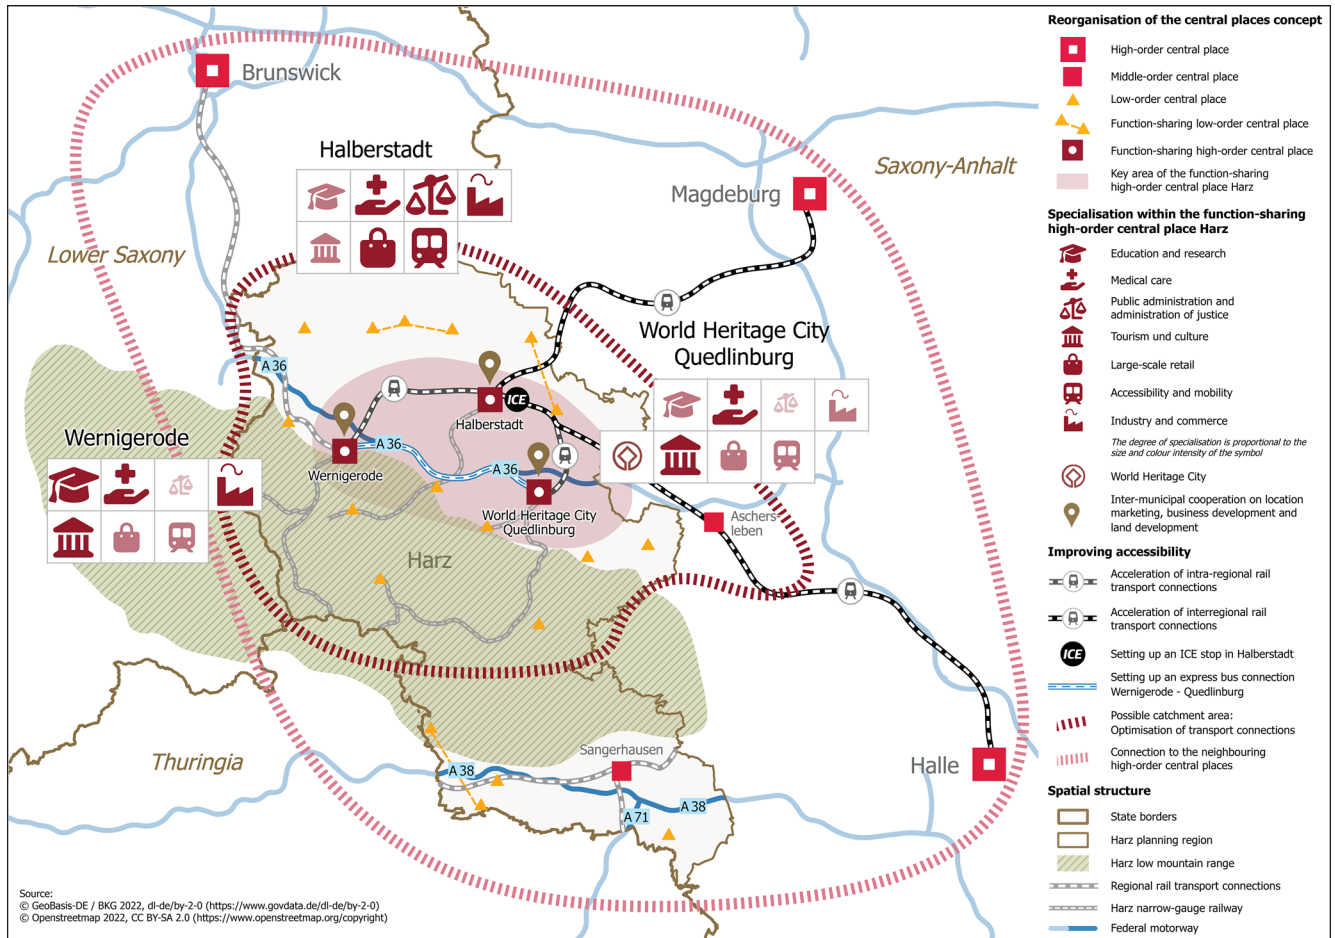 Brunswick
Halberstadt
Magdeburg
Saxony-Anhalt
Lower Saxony
World Heritage City
Quedlinburg
A 36
ICE
Halberstadt
Wernigerode
A 36
Wernigerode
A 36
World Heritage City
Quedlinburg
Aschers-
leben
Harz
Thuringia
Sangerhausen
Halle
A 38
A 38
A 71
Source:
© GeoBasis-DE / BKG 2022, dl-de/by-2-0 (https://www.govdata.de/dl-de/by-2-0)
© Openstreetmap 2022, CC BY-SA 2.0 (https://www.openstreetmap.org/copyright)
Reorganisation of the central places concept
High-order central place
Middle-order central place
Low-order central place
Function-sharing low-order central place
Function-sharing high-order central place
Key area of the function-sharing
high-order central place Harz
Specialisation within the function-sharing
high-order central place Harz
Education and research
Medical care
Public administration and
administration of justice
Tourism und culture
Large-scale retail
Accessibility and mobility
Industry and commerce
The degree of specialisation is proportional to the
size and colour intensity of the symbol
World Heritage City
Inter-municipal cooperation on location
marketing, business development and
land development
Improving accessibility
Acceleration of intra-regional rail
transport connections
Acceleration of interregional rail
transport connections
ICE
Setting up an ICE stop in Halberstadt
Setting up an express bus connection
Wernigerode - Quedlinburg
Possible catchment area:
Optimisation of transport connections
Connection to the neighbouring
high-order central places
Spatial structure
State borders
Harz planning region
Harz low mountain range
Regional rail transport connections
Harz narrow-gauge railway
Federal motorway